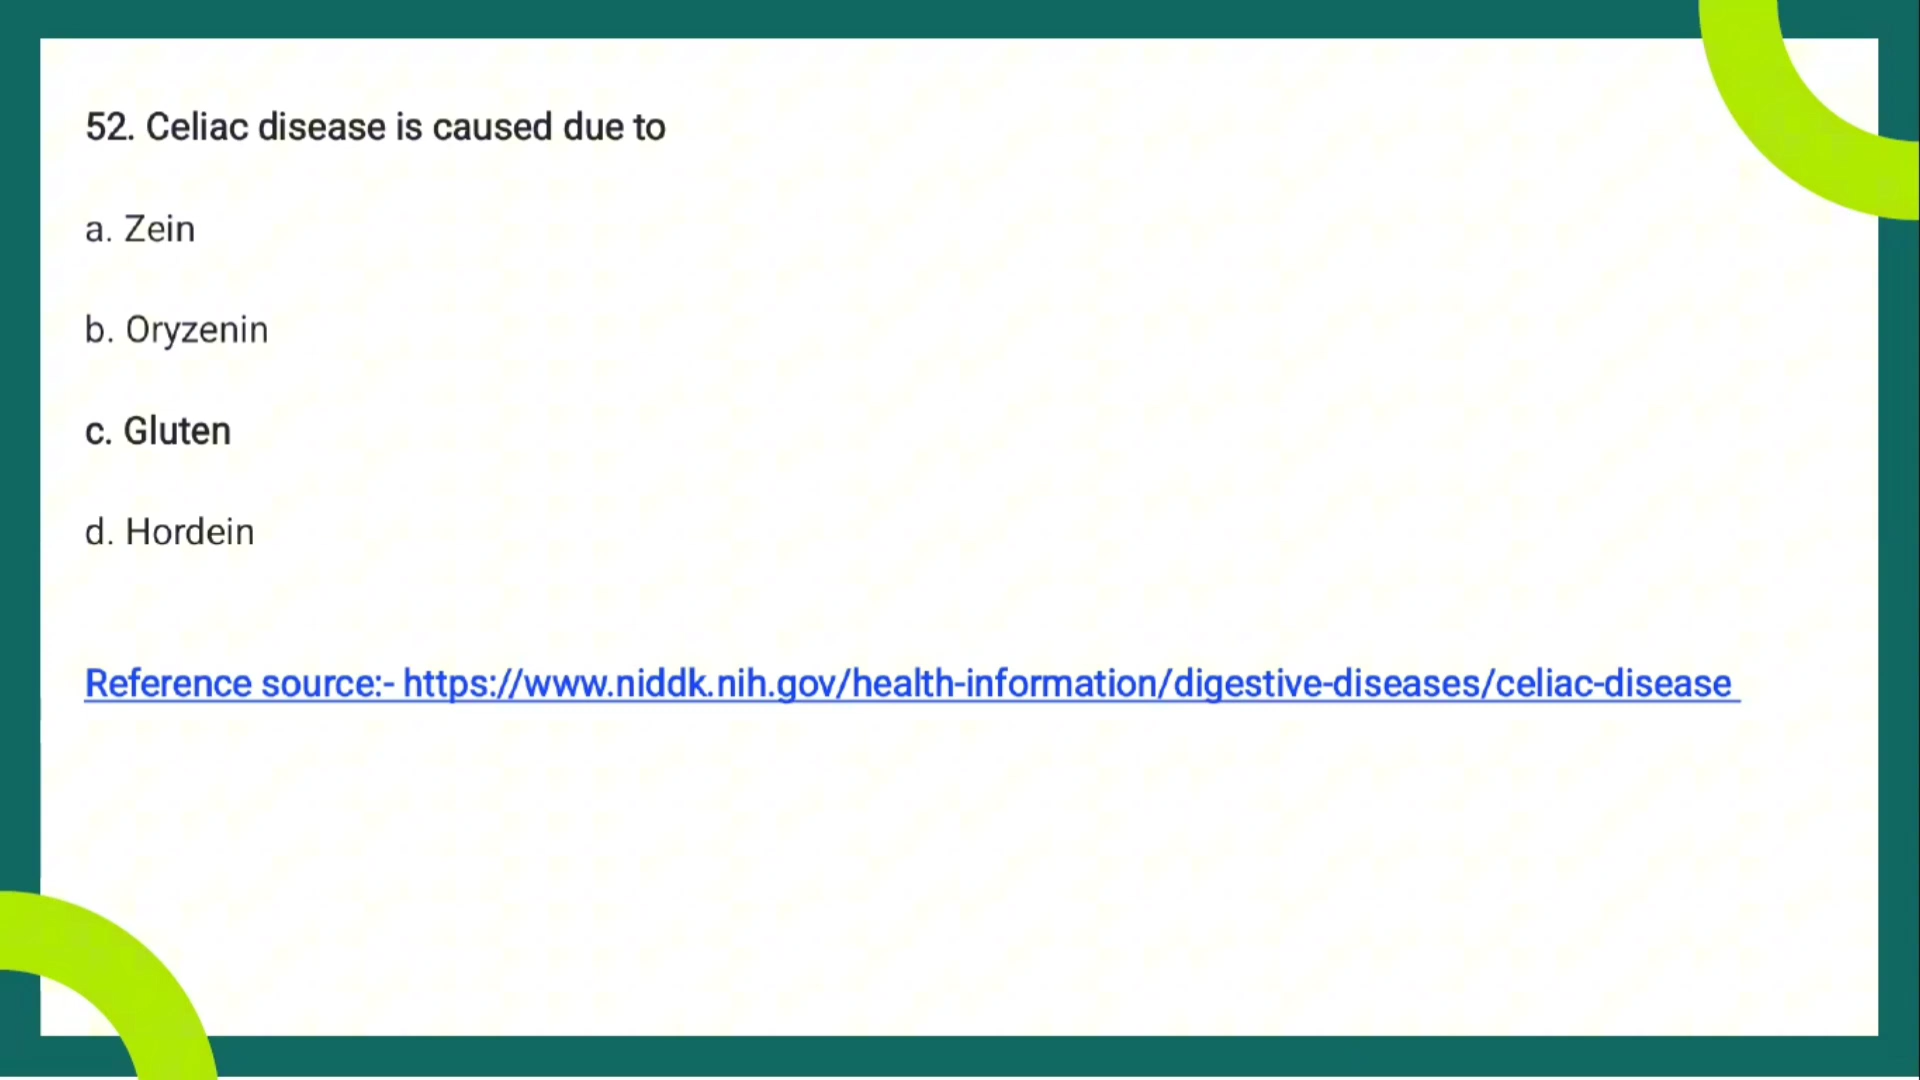 52. Celiac disease is caused due to
a. Zein
b. Oryzenin
c. Gluten
d. Hordein
Reference source:- https://www.niddk.nih.gov/health-information/digestive-diseases/celiac-disease